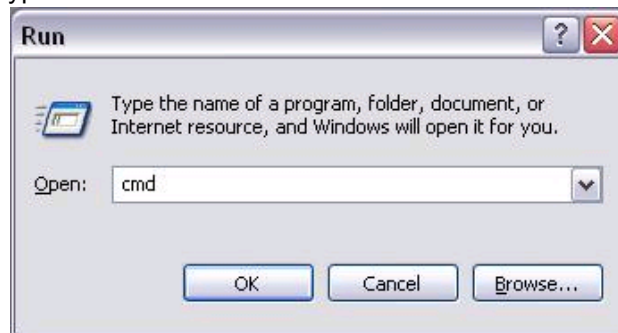 Run
Type the name of a program, folder, document, or
Internet resource, and Windows will open it for you.
Open: cmd
OK Cancel Browse...